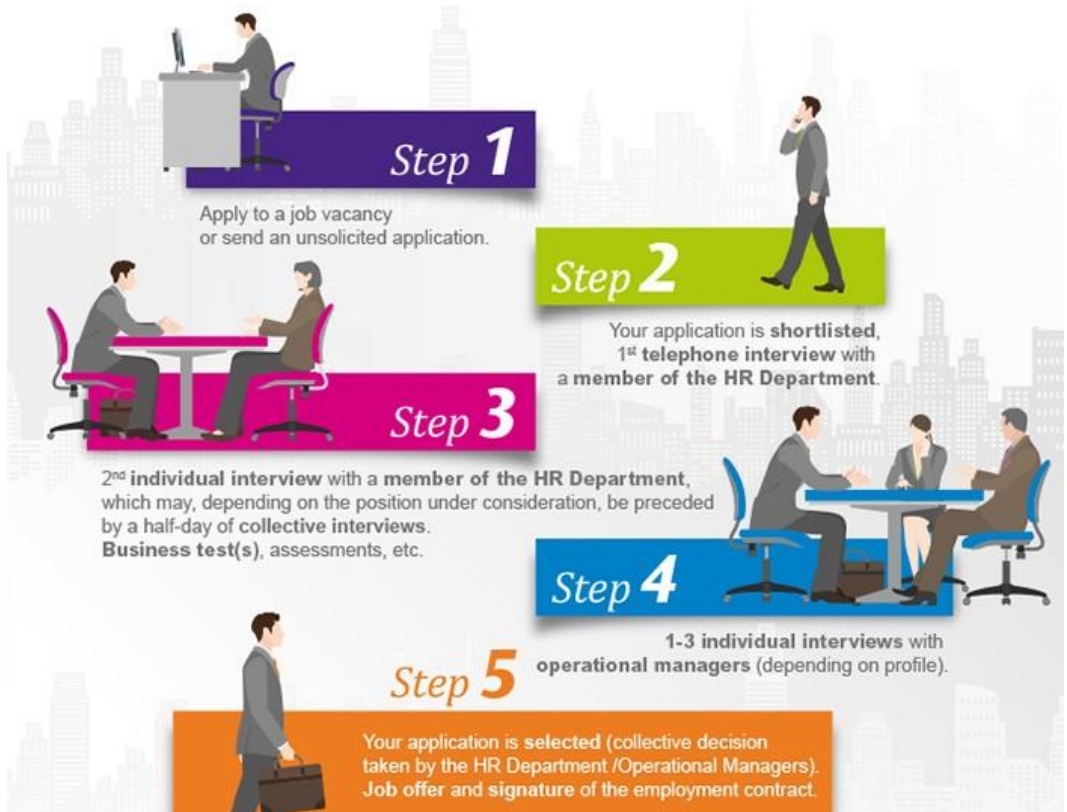 Step 1
Apply to a job vacancy
or send an unsolicited application.
Step 2
Your application is shortlisted,
1st telephone interview with
a member of the HR Department.
Step 3
2nd individual interview with a member of the HR Department,
which may, depending on the position under consideration, be preceded
by a half-day of collective interviews.
Business test(s), assessments, etc.
Step 4
1-3 individual interviews with
operational managers (depending on profile).
Step 5
Your application is selected (collective decision
taken by the HR Department /Operational Managers).
Job offer and signature of the employment contract.